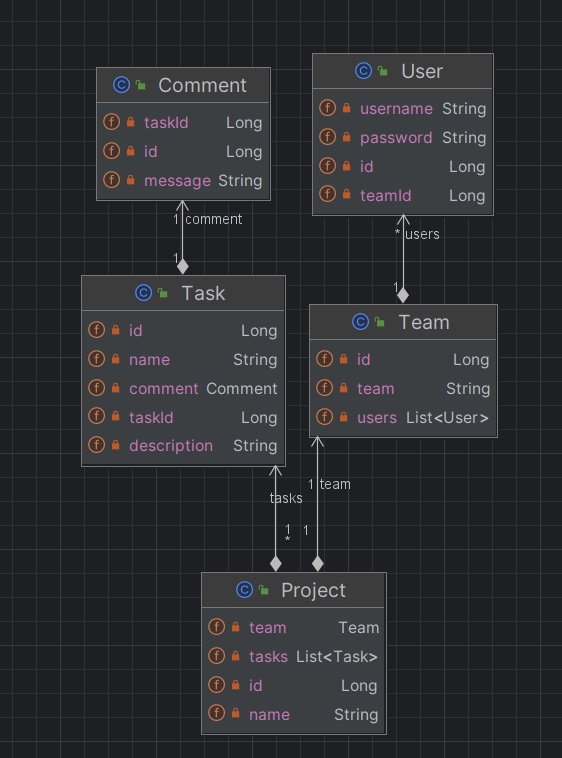 Comment
taskId Long
id Long
message String
User
username String
password String
id Long
teamId Long
1 comment
1
* users
1
Task
id Long
name String
comment Comment
taskId Long
description String
Team
id Long
team String
users List<User>
tasks
1
*
1 team
1
Project
team Team
tasks List<Task>
id Long
name String